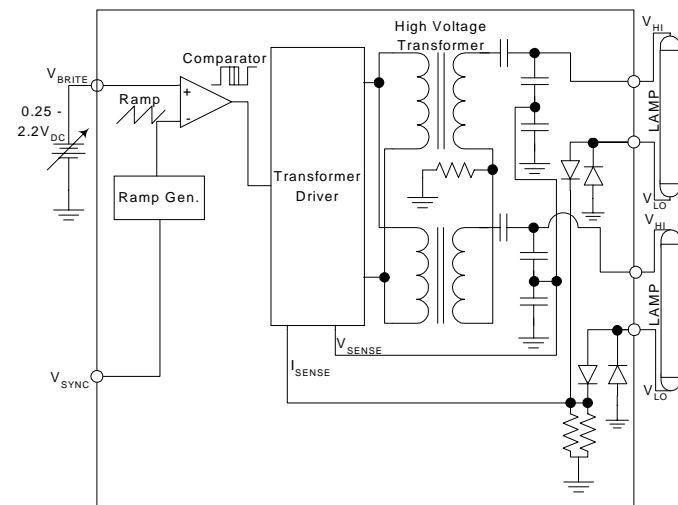 High Voltage
Transformer
Comparator
V_HI
V_BRITE
+
Ramp
-
0.25 -
2.2V_DC
LAMP
Transformer
Driver
Ramp Gen.
V_LO
V_HI
LAMP
V_SENSE
I_SENSE
V_SYNC
V_LO